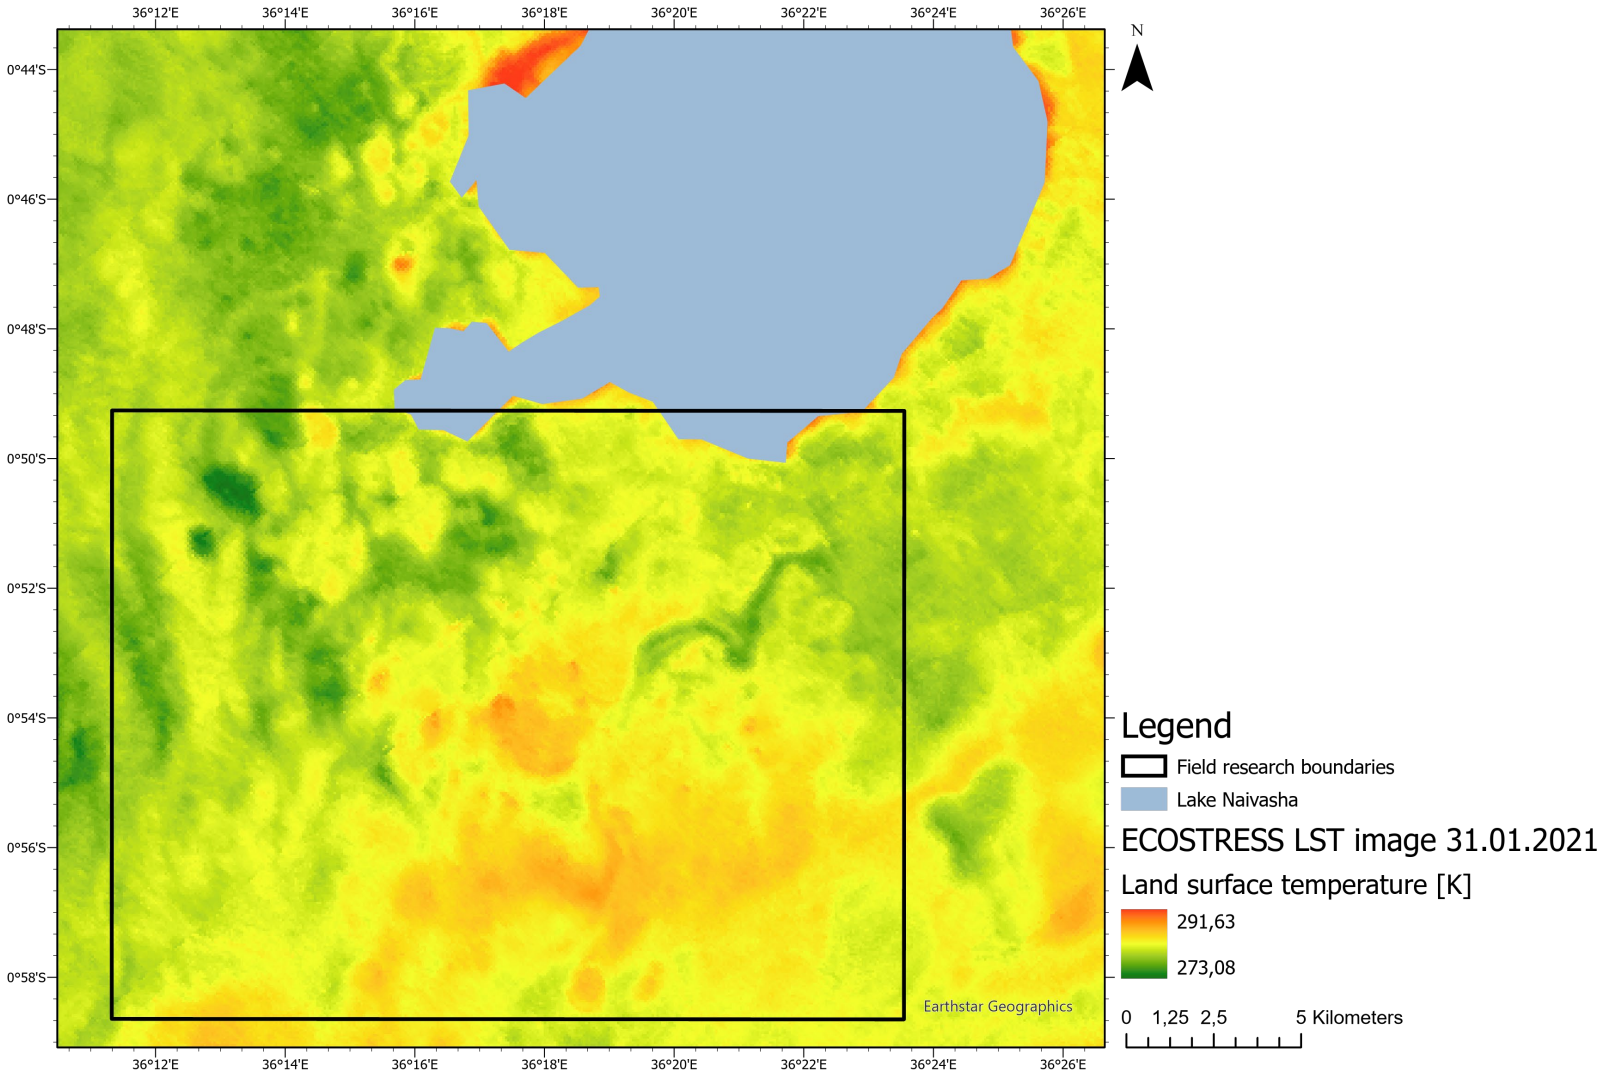 36°12'E 36°14'E 36°16'E 36°18'E 36°20'E 36°22'E 36°24'E 36°26'E
N
0°44'S
0°46'S
0°48'S
0°50'S
0°52'S
0°54'S
0°56'S
0°58'S
Earthstar Geographics
36°12'E 36°14'E 36°16'E 36°18'E 36°20'E 36°22'E 36°24'E 36°26'E
Legend
Field research boundaries
Lake Naivasha
ECOSTRESS LST image 31.01.2021
Land surface temperature [K]
291,63
273,08
0 1,25 2,5 5 Kilometers